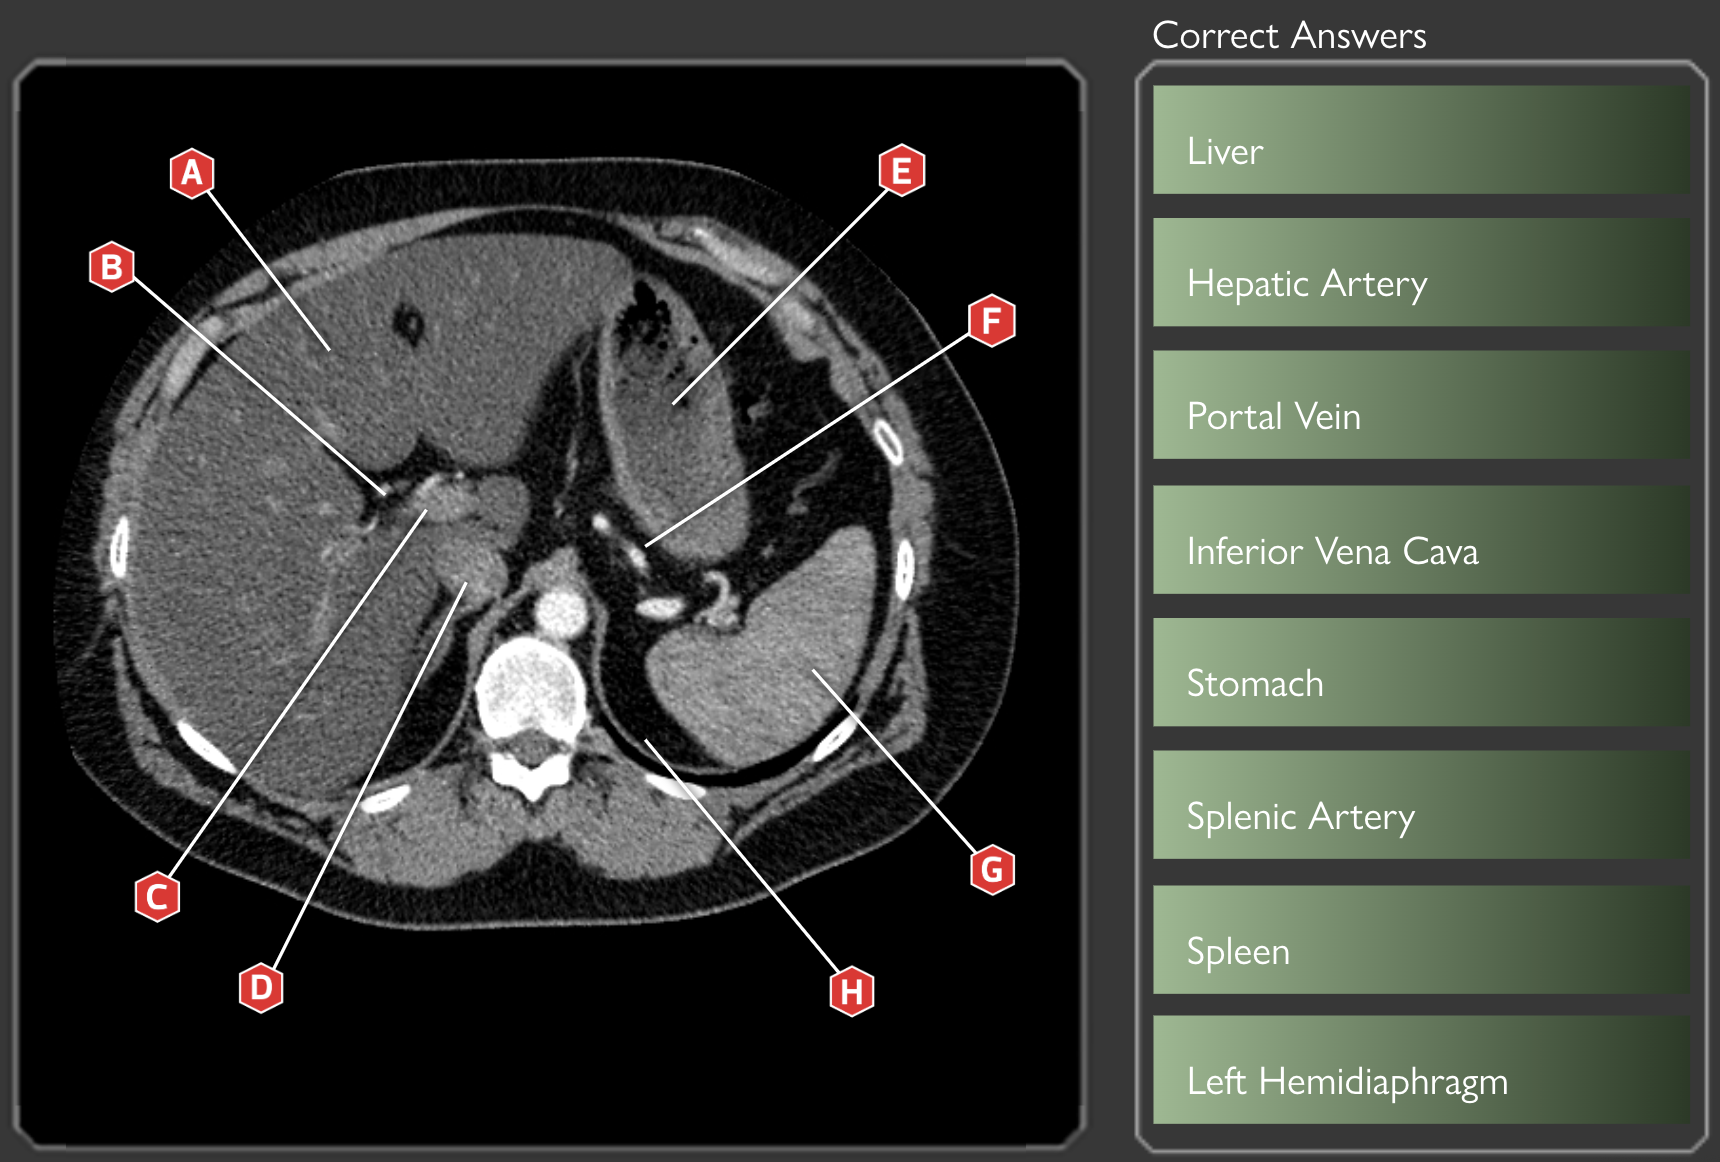 Correct Answers
A
B
C
D
E
F
G
H
Liver
Hepatic Artery
Portal Vein
Inferior Vena Cava
Stomach
Splenic Artery
Spleen
Left Hemidiaphragm